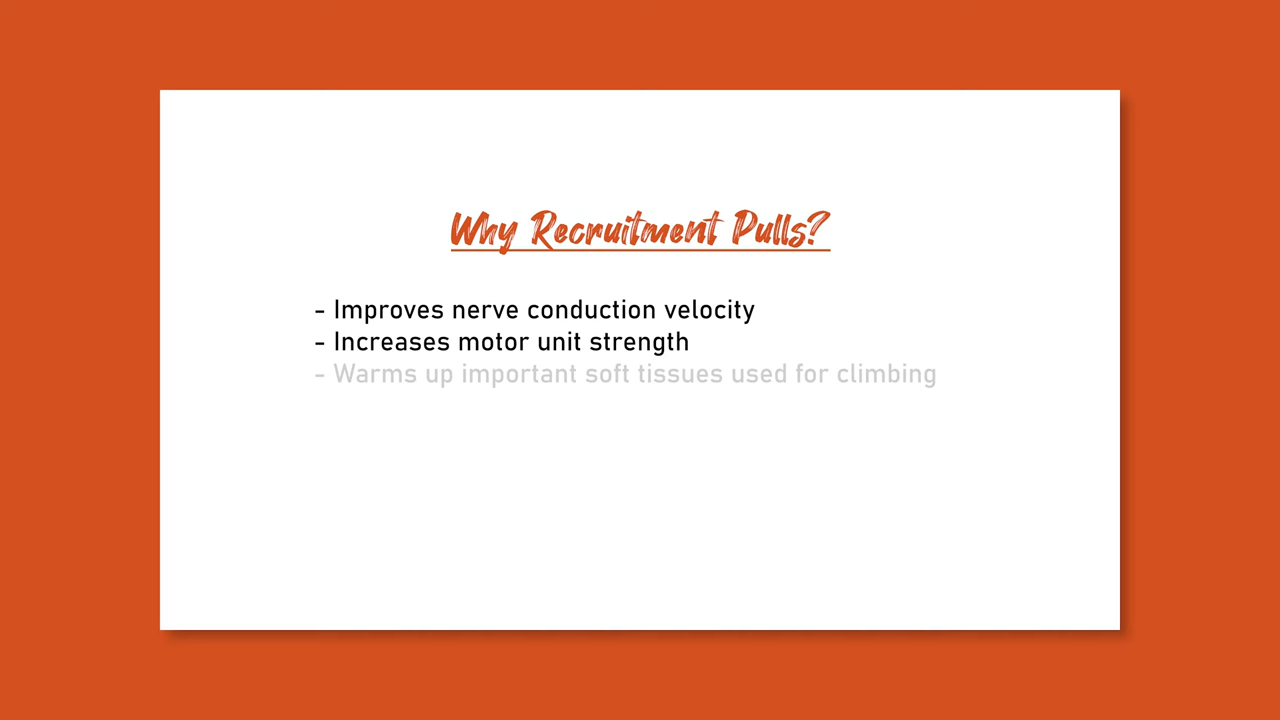 Why Recruitment Pulls?
- Improves nerve conduction velocity
- Increases motor unit strength
- Warms up important soft tissues used for climbing